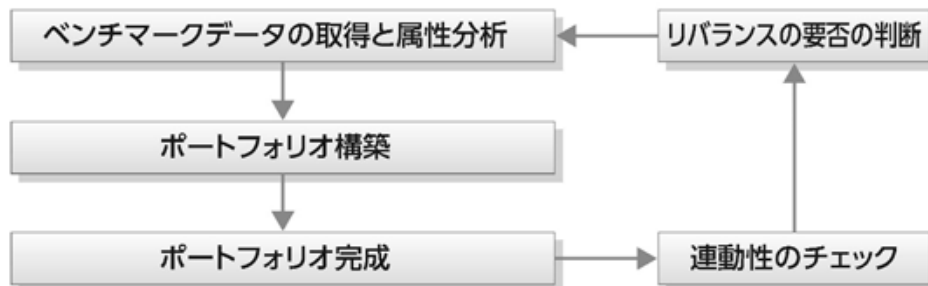 ベンチマークデータの取得と属性分析
リバランスの要否の判断
ポートフォリオ構築
ポートフォリオ完成
連動性のチェック